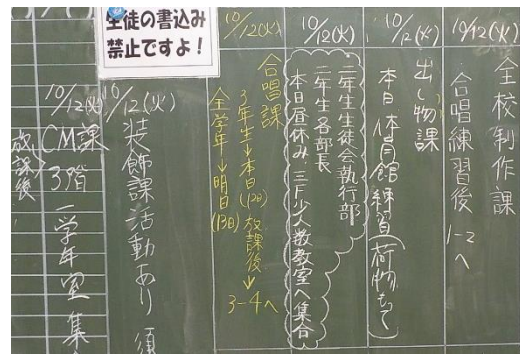 10/12(火)
全校制作課
合唱練習後 1-2へ
10/12(火)
出し物課
本日体育館練習
10/12(火)
二年生生徒会執行部
二年生各部長
本日昼休み 三F少人数教室へ集合
10/12(火)
合唱課
3年生→本日(12日)放課後→3-4へ
全学年→明日(13日)
生徒の書込み
禁止ですよ!
10/12(火)
装飾課活動あり
10/12(火)
CM課
3階 一学年室 集
放課後